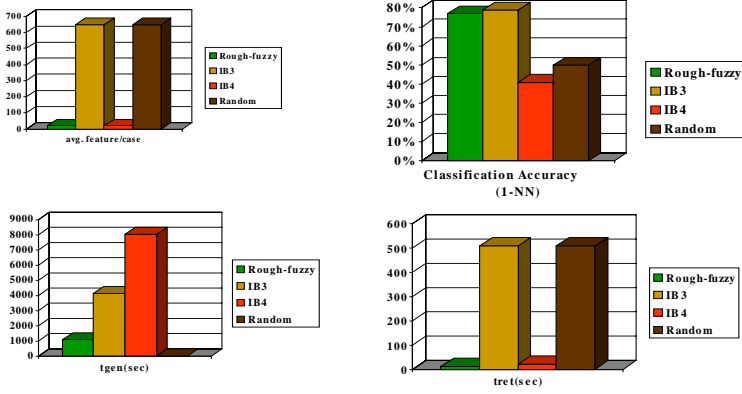 700
600
500
400
300
200
100
0
avg. feature/case
Rough-fuzzy
IB3
IB4
Random
80%
70%
60%
50%
40%
30%
20%
10%
0%
Classification Accuracy
(1-NN)
Rough-fuzzy
IB3
IB4
Random
9000
8000
7000
6000
5000
4000
3000
2000
1000
0
tgen(sec)
Rough-fuzzy
IB3
IB4
Random
600
500
400
300
200
100
0
tret(sec)
Rough-fuzzy
IB3
IB4
Random